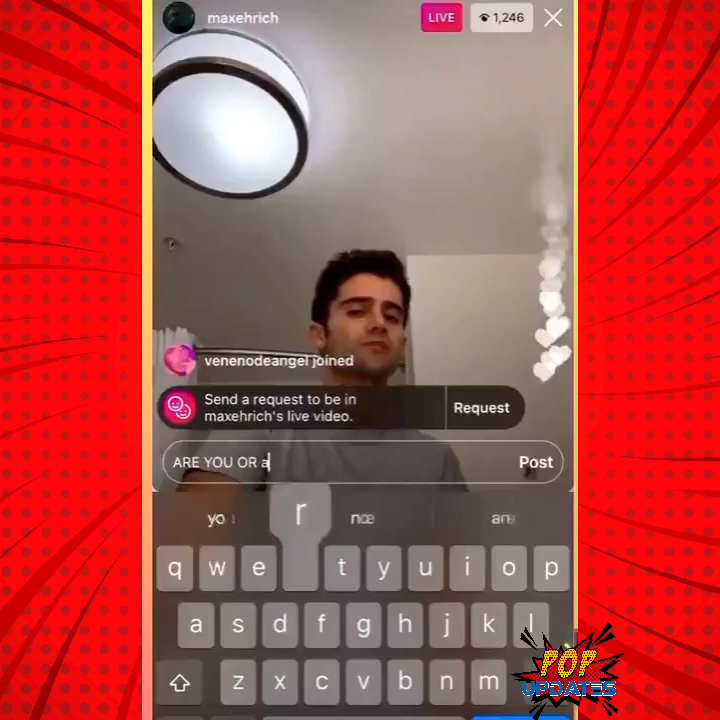 maxehrich LIVE 1,246
venenodeangel joined
Send a request to be in
maxehrich's live video.
Request
ARE YOU OR a Post
r
q w e t y u i o p
a s d f g h j k l
z x c v b n m
POP
UPDATES